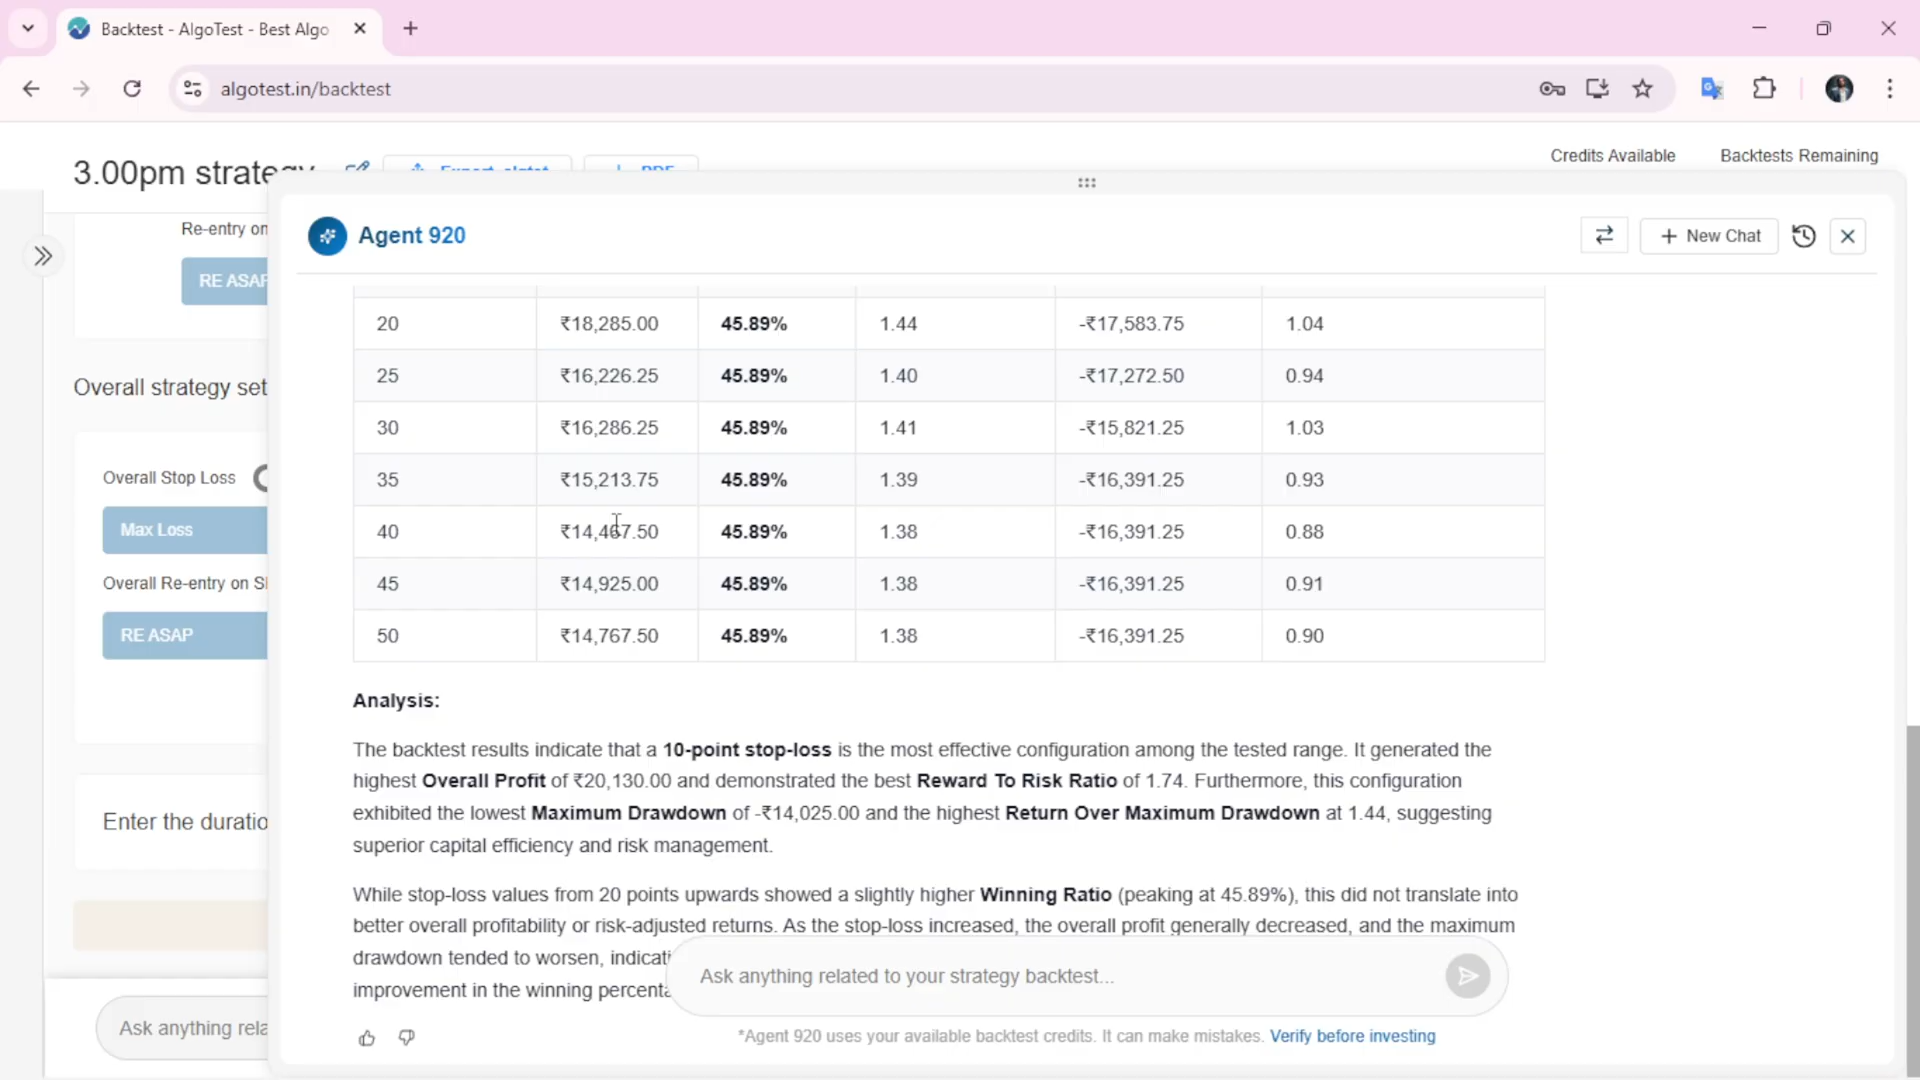 Backtest - AlgoTest - Best Algo
algotest.in/backtest
3.00pm strategy
Export .algtst
PDF
Credits Available
Backtests Remaining
Agent 920
New Chat
Re-entry on
RE ASAP
20 ₹18,285.00 45.89% 1.44 -₹17,583.75 1.04
25 ₹16,226.25 45.89% 1.40 -₹17,272.50 0.94
30 ₹16,286.25 45.89% 1.41 -₹15,821.25 1.03
35 ₹15,213.75 45.89% 1.39 -₹16,391.25 0.93
40 ₹14,467.50 45.89% 1.38 -₹16,391.25 0.88
45 ₹14,925.00 45.89% 1.38 -₹16,391.25 0.91
50 ₹14,767.50 45.89% 1.38 -₹16,391.25 0.90
Overall strategy set
Overall Stop Loss
Max Loss
Overall Re-entry on S
RE ASAP
Enter the duratio
Ask anything rela
Analysis:
The backtest results indicate that a 10-point stop-loss is the most effective configuration among the tested range. It generated the
highest Overall Profit of ₹20,130.00 and demonstrated the best Reward To Risk Ratio of 1.74. Furthermore, this configuration
exhibited the lowest Maximum Drawdown of -₹14,025.00 and the highest Return Over Maximum Drawdown at 1.44, suggesting
superior capital efficiency and risk management.
While stop-loss values from 20 points upwards showed a slightly higher Winning Ratio (peaking at 45.89%), this did not translate into
better overall profitability or risk-adjusted returns. As the stop-loss increased, the overall profit generally decreased, and the maximum
drawdown tended to worsen, indicati
improvement in the winning percenta
Ask anything related to your strategy backtest...
*Agent 920 uses your available backtest credits. It can make mistakes. Verify before investing